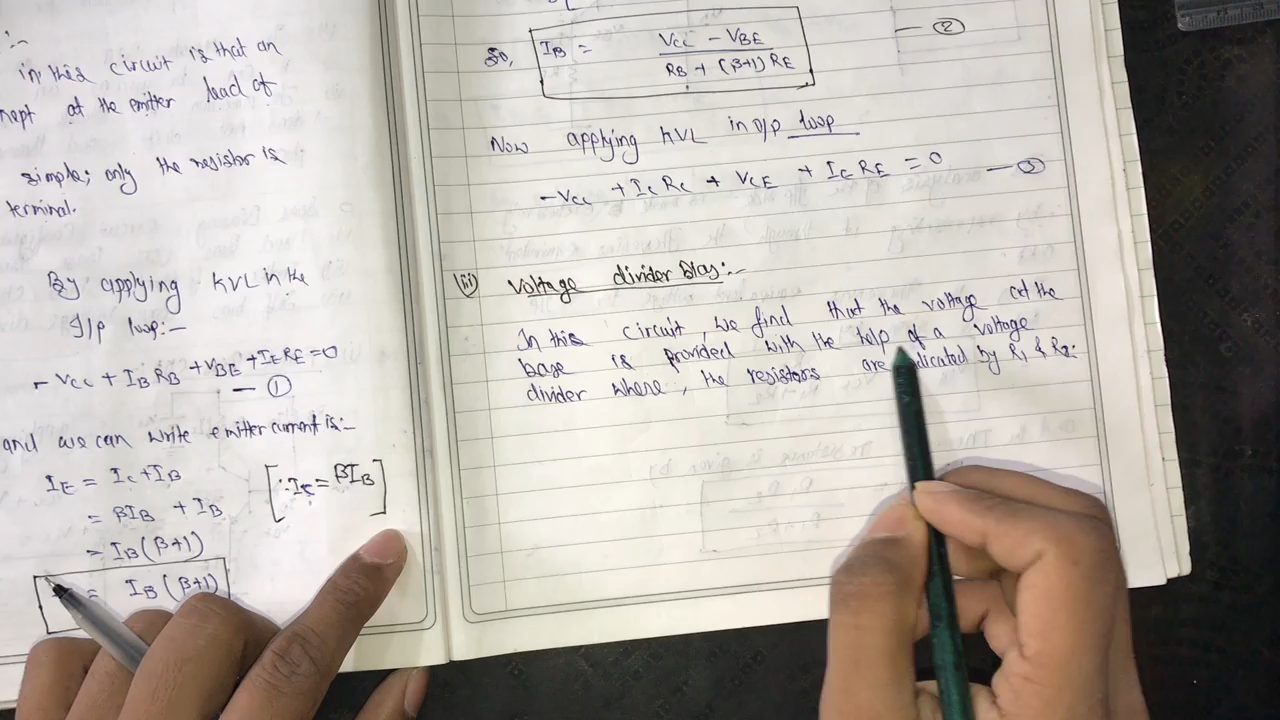 :-
in this circuit is that an
kept at the emitter lead of
simple; only the resistor is
terminal.
By applying KVL in the
I/p loop:-
- Vcc + IB RB + VBE + IE RE = 0
— ①
and we can write emitter current is:-
IE = Ic + IB
[∵ Ic = βIB]
= βIB + IB
= IB (β+1)
= IB (β+1)
So, IB = Vcc - VBE / RB + (β+1) RE — ②
Now applying KVL in O/p loop
- Vcc + Ic Rc + VCE + IE RE = 0 — ③
(iii) Voltage divider Bias:-
In this circuit, we find that the voltage at the
base is provided with the help of a voltage
divider where, the resistors are indicated by R1 & R2.